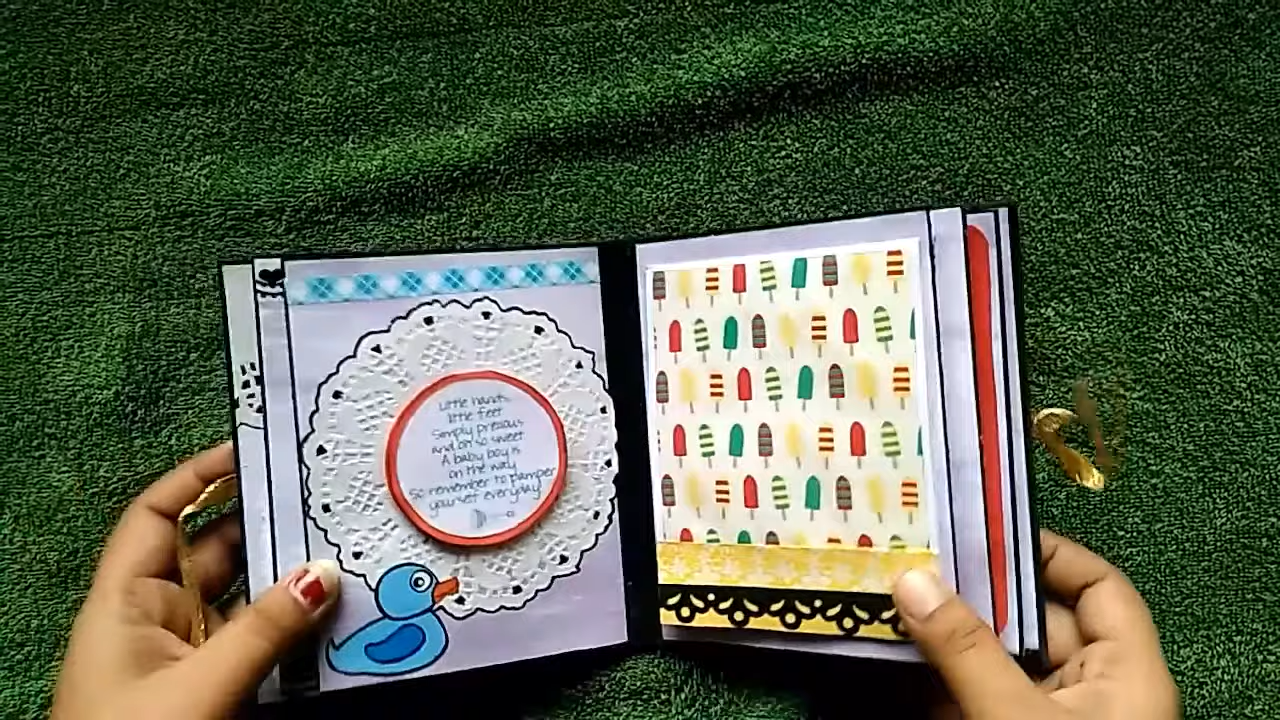 Little hands
little feet
Simply precious
and oh so sweet
A baby boy is
on the way
So remember to pamper
yourself everyday!